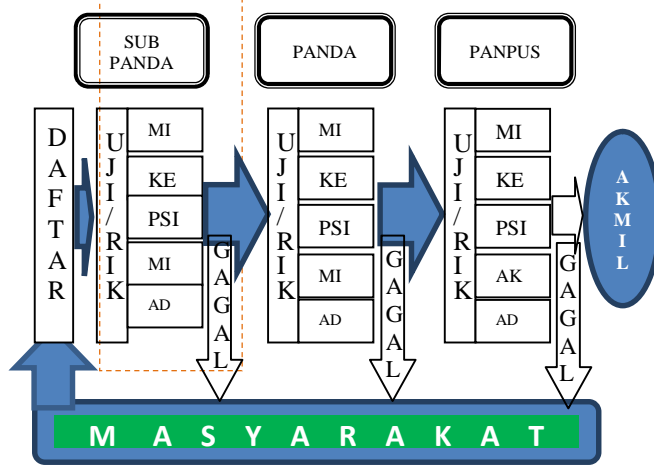 SUB
PANDA
PANDA
PANPUS
DAFTAR
UJI/RIK
MI
KE
PSI
MI
AD
GAGAL
UJI/RIK
MI
KE
PSI
MI
AD
GAGAL
UJI/RIK
MI
KE
PSI
AK
AD
GAGAL
AKMIL
MASYARAKAT